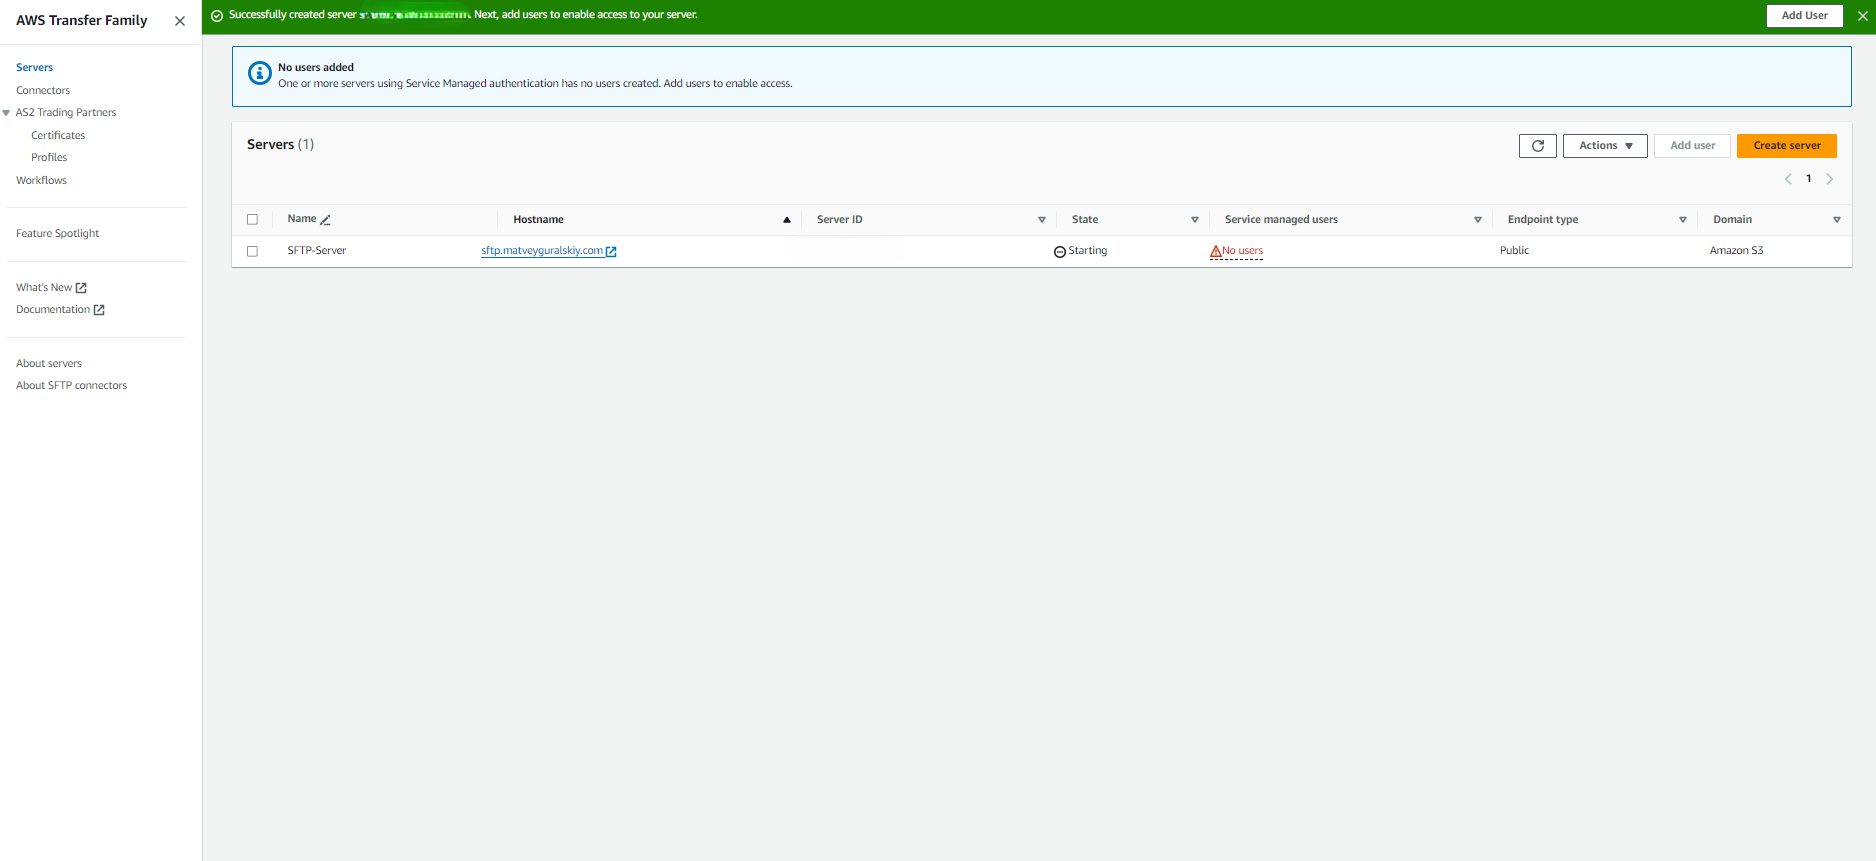 AWS Transfer Family
Servers
Connectors
AS2 Trading Partners
Certificates
Profiles
Workflows
Feature Spotlight
What's New
Documentation
About servers
About SFTP connectors
Successfully created server . Next, add users to enable access to your server.
Add User
No users added
One or more servers using Service Managed authentication has no users created. Add users to enable access.
Servers (1)
Actions
Add user
Create server
1
Name Hostname Server ID State Service managed users Endpoint type Domain
SFTP-Server sftp.matveyguralskiy.com Starting No users Public Amazon S3